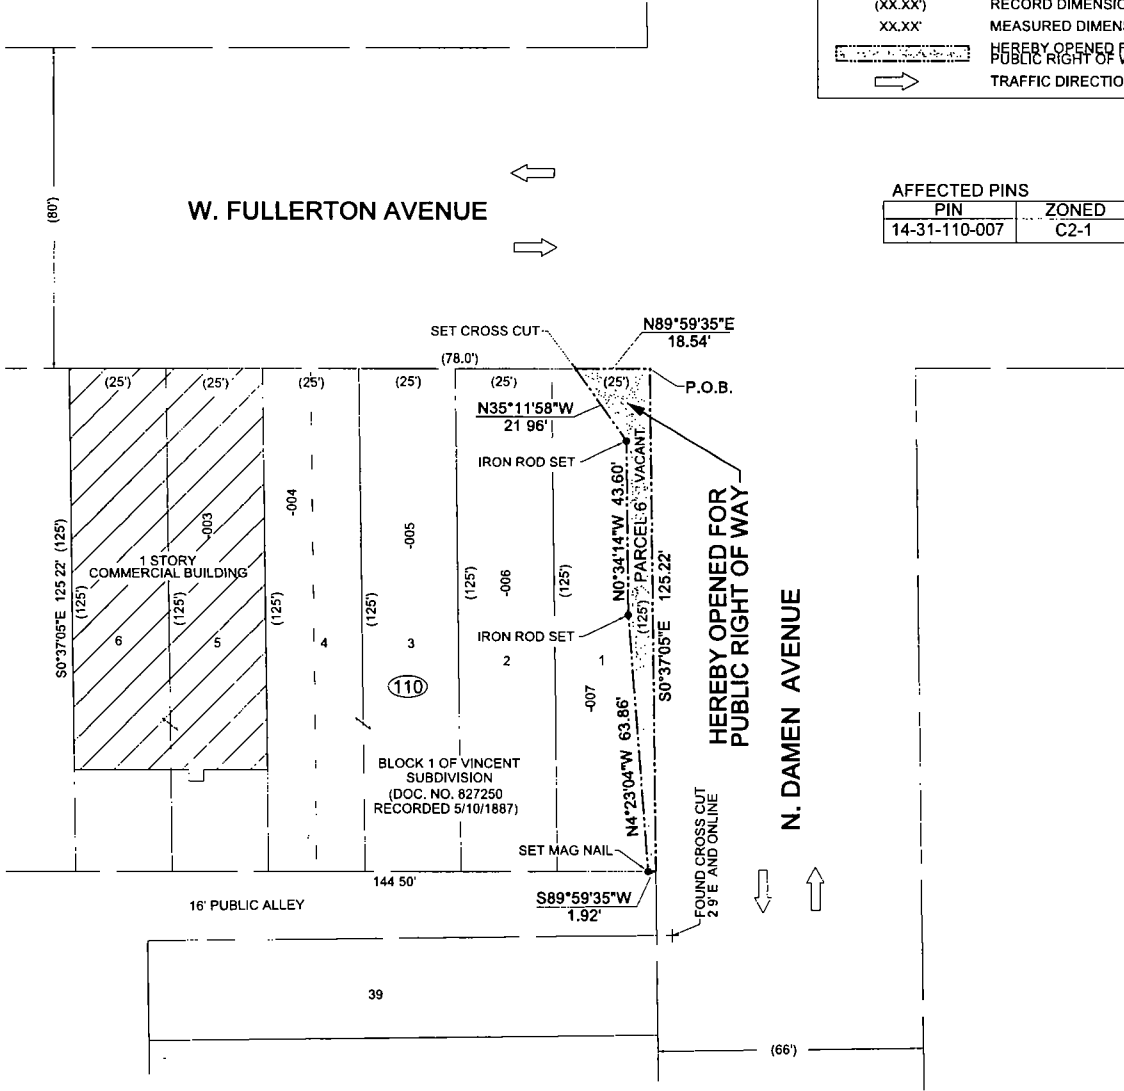 (XX.XX') RECORD
XX.XX' MEASURED
HEREBY OPENED
PUBLIC RIGHT OF
TRAFFIC
AFFECTED PINS
PIN ZONED
14-31-110-007 C2-1
(80')
W. FULLERTON AVENUE
SET CROSS CUT
N89°59'35"E
18.54'
(78.0')
(25') (25') (25') (25') (25') (25')
P.O.B.
N35°11'58"W
21 96'
IRON ROD SET
VACANT
PARCEL 6
N0°34'14"W 43.60'
-003
-004
-005
-006
-007
1 STORY
COMMERCIAL BUILDING
S0°37'05"E 125 22' (125')
(125') (125') (125') (125') (125') (125') (125')
IRON ROD SET
6 5 4 3 2 1
110
S0°37'05"E 125.22'
HEREBY OPENED FOR
PUBLIC RIGHT OF WAY
N. DAMEN AVENUE
BLOCK 1 OF VINCENT
SUBDIVISION
(DOC. NO. 827250
RECORDED 5/10/1887)
N4°23'04"W 63.86'
SET MAG NAIL
144 50'
S89°59'35"W
1.92'
FOUND CROSS CUT
2 9' E AND ONLINE
16' PUBLIC ALLEY
39
(66')